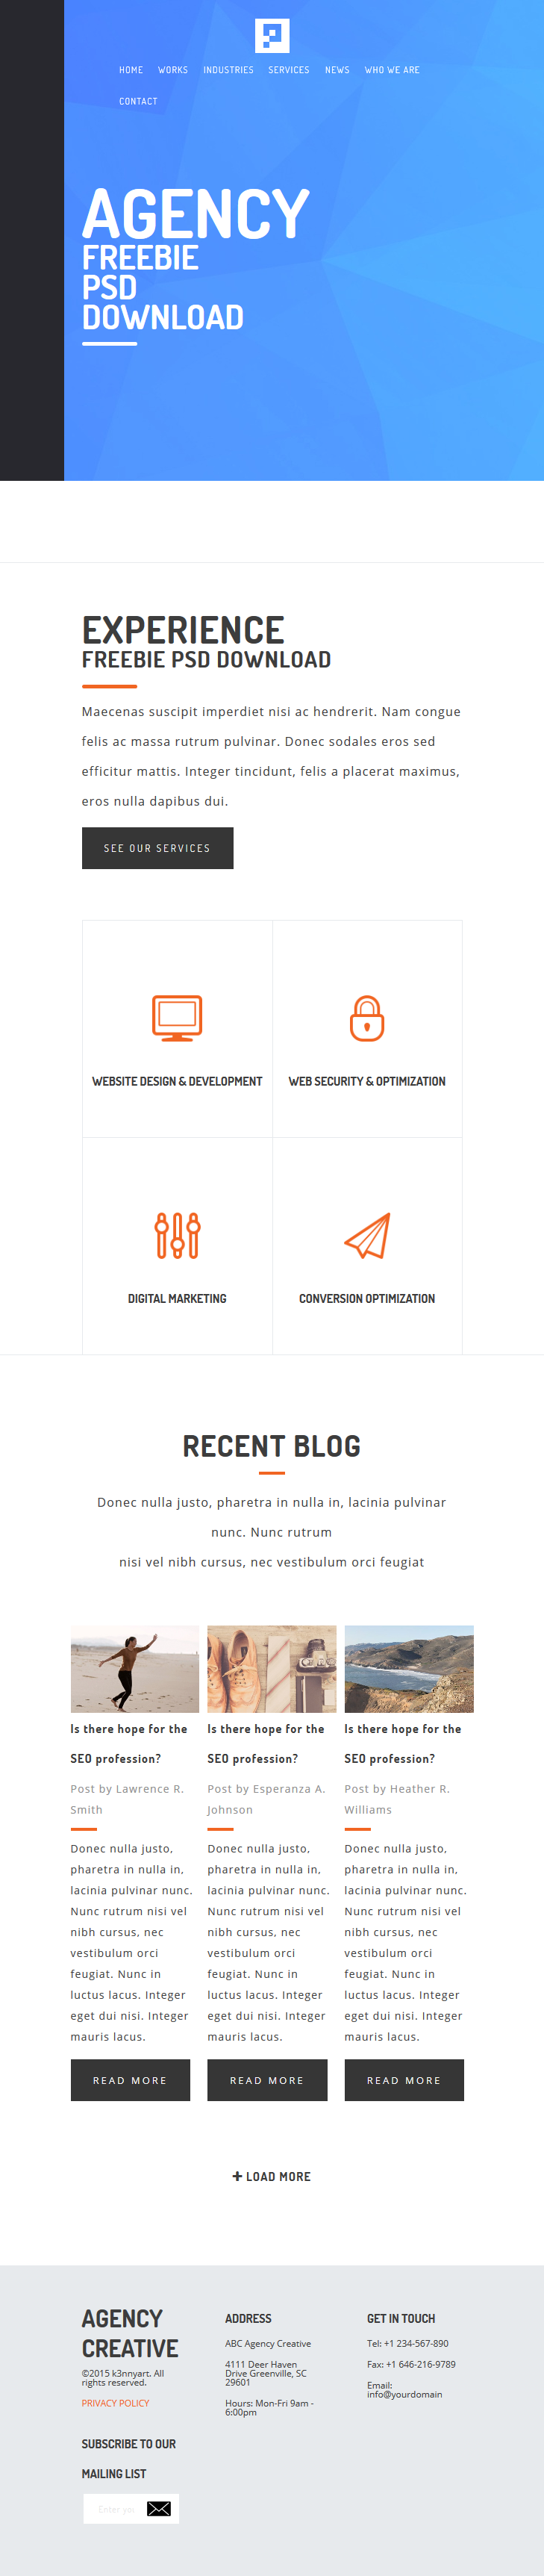 HOME WORKS INDUSTRIES SERVICES NEWS WHO WE ARE
CONTACT
AGENCY
FREEBIE
PSD
DOWNLOAD
EXPERIENCE
FREEBIE PSD DOWNLOAD
Maecenas suscipit imperdiet nisi ac hendrerit. Nam congue
felis ac massa rutrum pulvinar. Donec sodales eros sed
efficitur mattis. Integer tincidunt, felis a placerat maximus,
eros nulla dapibus dui.
SEE OUR SERVICES
WEBSITE DESIGN & DEVELOPMENT
WEB SECURITY & OPTIMIZATION
DIGITAL MARKETING
CONVERSION OPTIMIZATION
RECENT BLOG
Donec nulla justo, pharetra in nulla in, lacinia pulvinar
nunc. Nunc rutrum
nisi vel nibh cursus, nec vestibulum orci feugiat
Is there hope for the
SEO profession?
Post by Lawrence R.
Smith
Donec nulla justo,
pharetra in nulla in,
lacinia pulvinar nunc.
Nunc rutrum nisi vel
nibh cursus, nec
vestibulum orci
feugiat. Nunc in
luctus lacus. Integer
eget dui nisi. Integer
mauris lacus.
READ MORE
Is there hope for the
SEO profession?
Post by Esperanza A.
Johnson
Donec nulla justo,
pharetra in nulla in,
lacinia pulvinar nunc.
Nunc rutrum nisi vel
nibh cursus, nec
vestibulum orci
feugiat. Nunc in
luctus lacus. Integer
eget dui nisi. Integer
mauris lacus.
READ MORE
Is there hope for the
SEO profession?
Post by Heather R.
Williams
Donec nulla justo,
pharetra in nulla in,
lacinia pulvinar nunc.
Nunc rutrum nisi vel
nibh cursus, nec
vestibulum orci
feugiat. Nunc in
luctus lacus. Integer
eget dui nisi. Integer
mauris lacus.
READ MORE
+ LOAD MORE
AGENCY
CREATIVE
©2015 k3nnyart. All
rights reserved.
PRIVACY POLICY
SUBSCRIBE TO OUR
MAILING LIST
Enter you
ADDRESS
ABC Agency Creative
4111 Deer Haven
Drive Greenville, SC
29601
Hours: Mon-Fri 9am -
6:00pm
GET IN TOUCH
Tel: +1 234-567-890
Fax: +1 646-216-9789
Email:
info@yourdomain